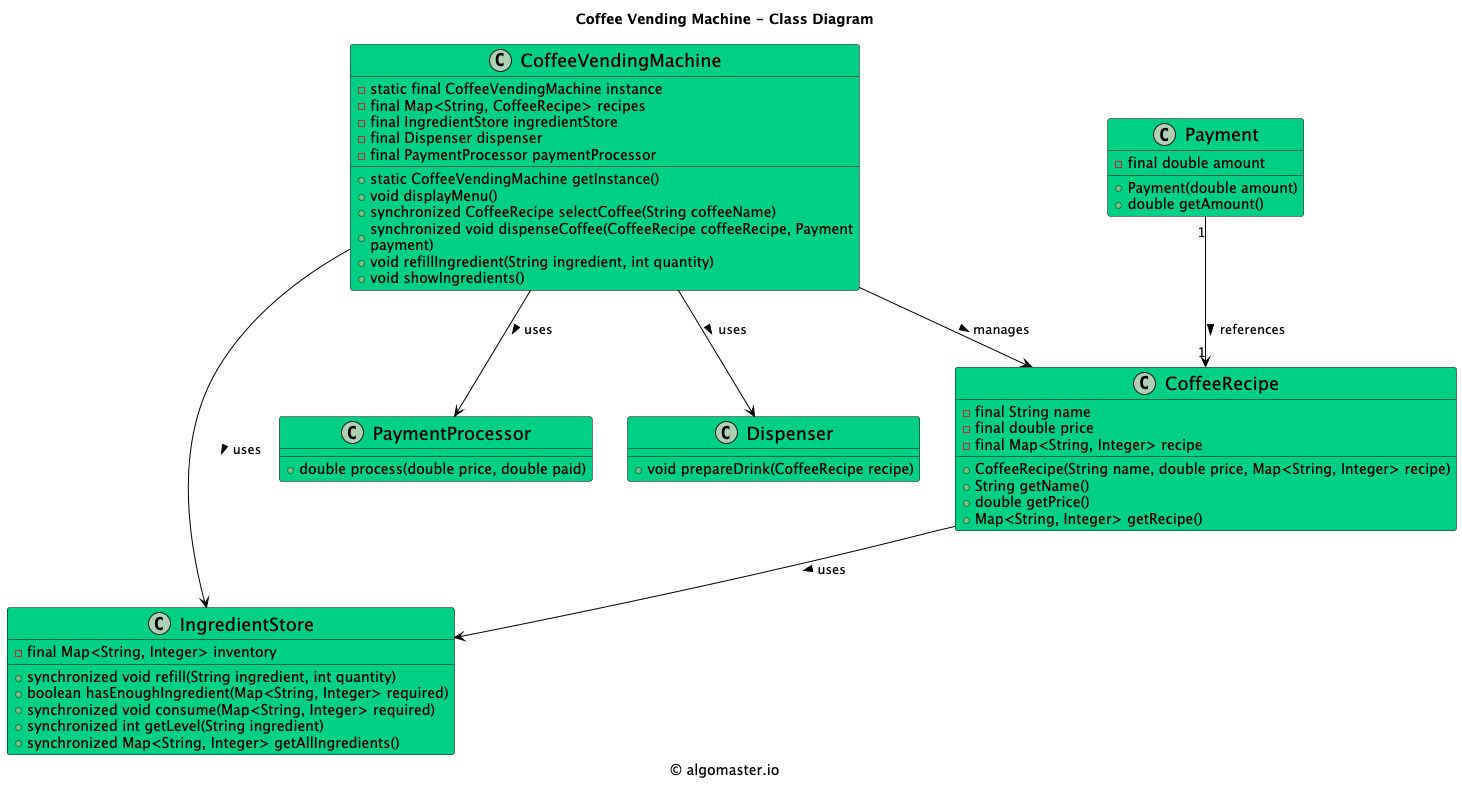 Coffee Vending Machine - Class Diagram
C CoffeeVendingMachine
static final CoffeeVendingMachine instance
final Map<String, CoffeeRecipe> recipes
final IngredientStore ingredientStore
final Dispenser dispenser
final PaymentProcessor paymentProcessor
static CoffeeVendingMachine getInstance()
void displayMenu()
synchronized CoffeeRecipe selectCoffee(String coffeeName)
synchronized void dispenseCoffee(CoffeeRecipe coffeeRecipe, Payment
payment)
void refillIngredient(String ingredient, int quantity)
void showIngredients()
C Payment
final double amount
Payment(double amount)
double getAmount()
1
uses
uses
manages
references
1
C CoffeeRecipe
final String name
final double price
final Map<String, Integer> recipe
CoffeeRecipe(String name, double price, Map<String, Integer> recipe)
String getName()
double getPrice()
Map<String, Integer> getRecipe()
C PaymentProcessor
double process(double price, double paid)
C Dispenser
void prepareDrink(CoffeeRecipe recipe)
uses
uses
C IngredientStore
final Map<String, Integer> inventory
synchronized void refill(String ingredient, int quantity)
boolean hasEnoughIngredient(Map<String, Integer> required)
synchronized void consume(Map<String, Integer> required)
synchronized int getLevel(String ingredient)
synchronized Map<String, Integer> getAllIngredients()
© algomaster.io